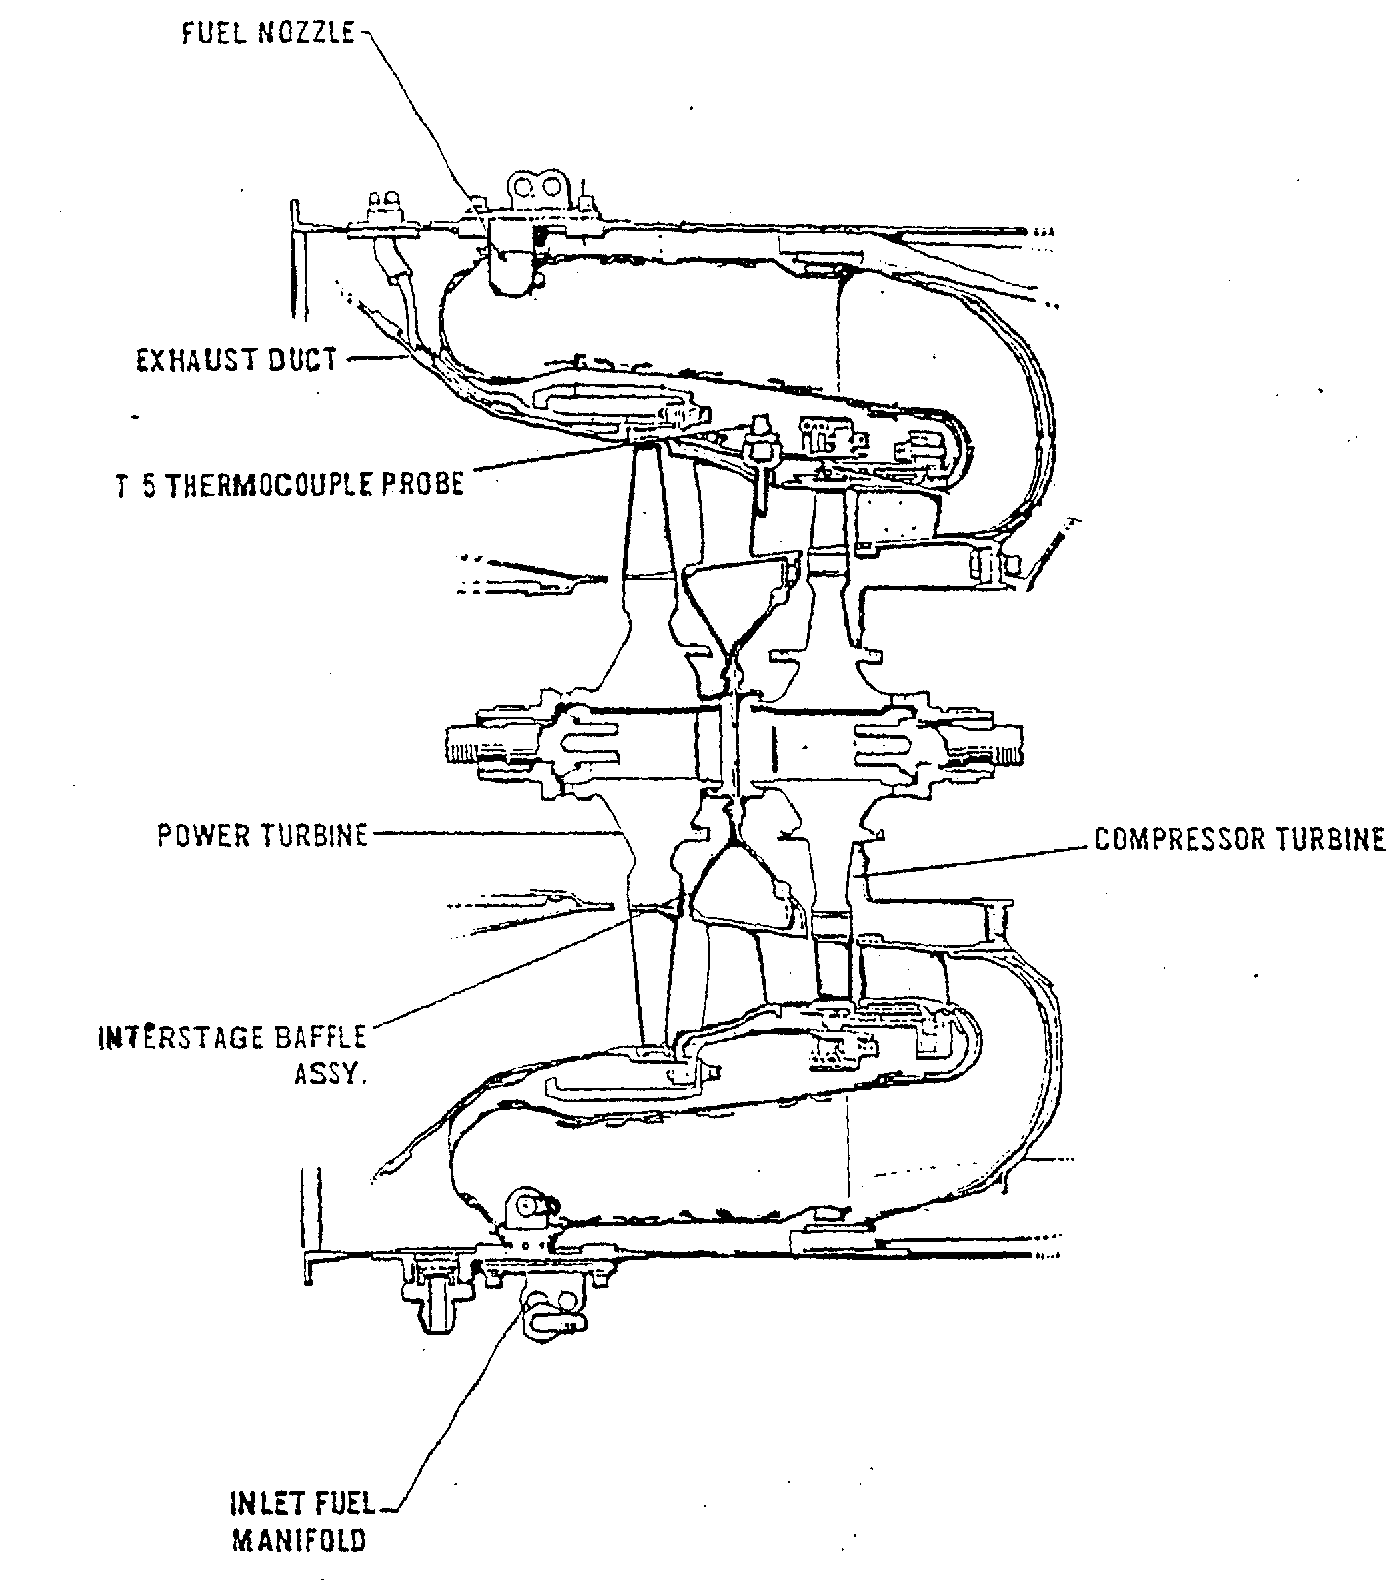 FUEL NOZZLE
EXHAUST DUCT
T 5 THERMOCOUPLE PROBE
POWER TURBINE
COMPRESSOR TURBINE
INTERSTAGE BAFFLE
ASSY.
INLET FUEL
MANIFOLD